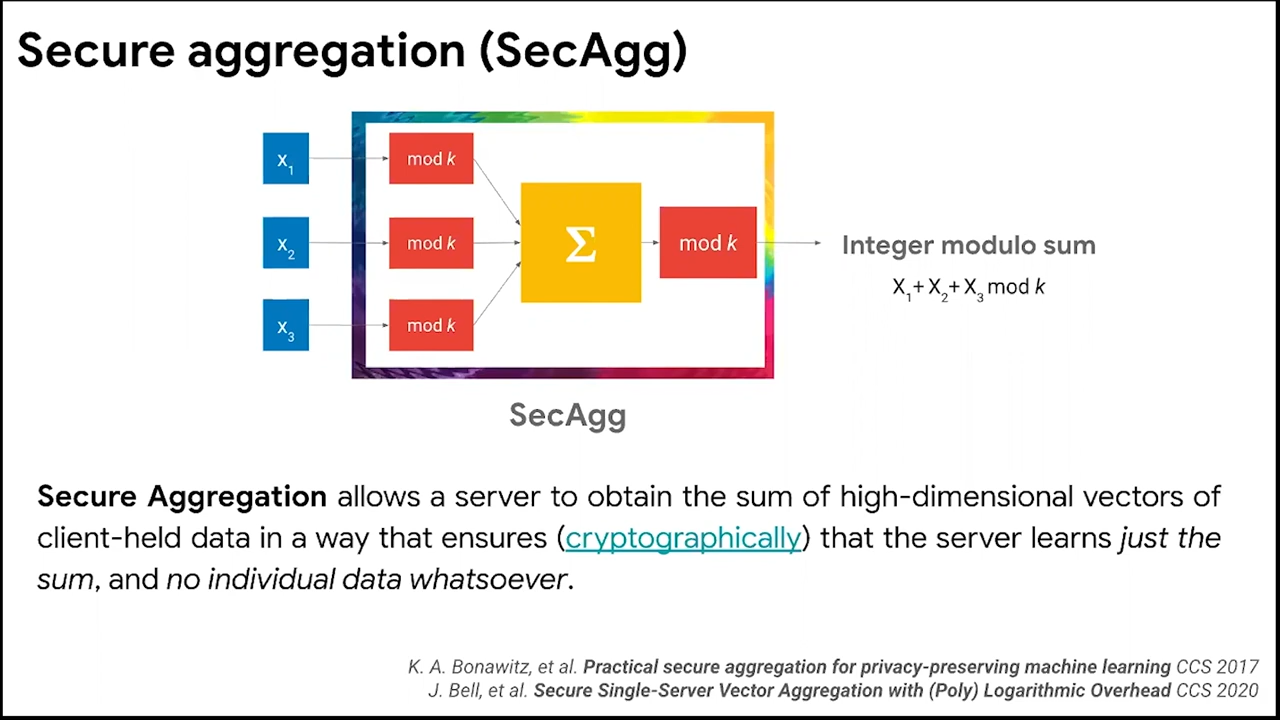 Secure aggregation (SecAgg)
X1
mod k
X2
mod k
X3
mod k
Σ
mod k
Integer modulo sum
X1+ X2+ X3 mod k
SecAgg
Secure Aggregation allows a server to obtain the sum of high-dimensional vectors of
client-held data in a way that ensures (cryptographically) that the server learns just the
sum, and no individual data whatsoever.
K. A. Bonawitz, et al. Practical secure aggregation for privacy-preserving machine learning CCS 2017
J. Bell, et al. Secure Single-Server Vector Aggregation with (Poly) Logarithmic Overhead CCS 2020